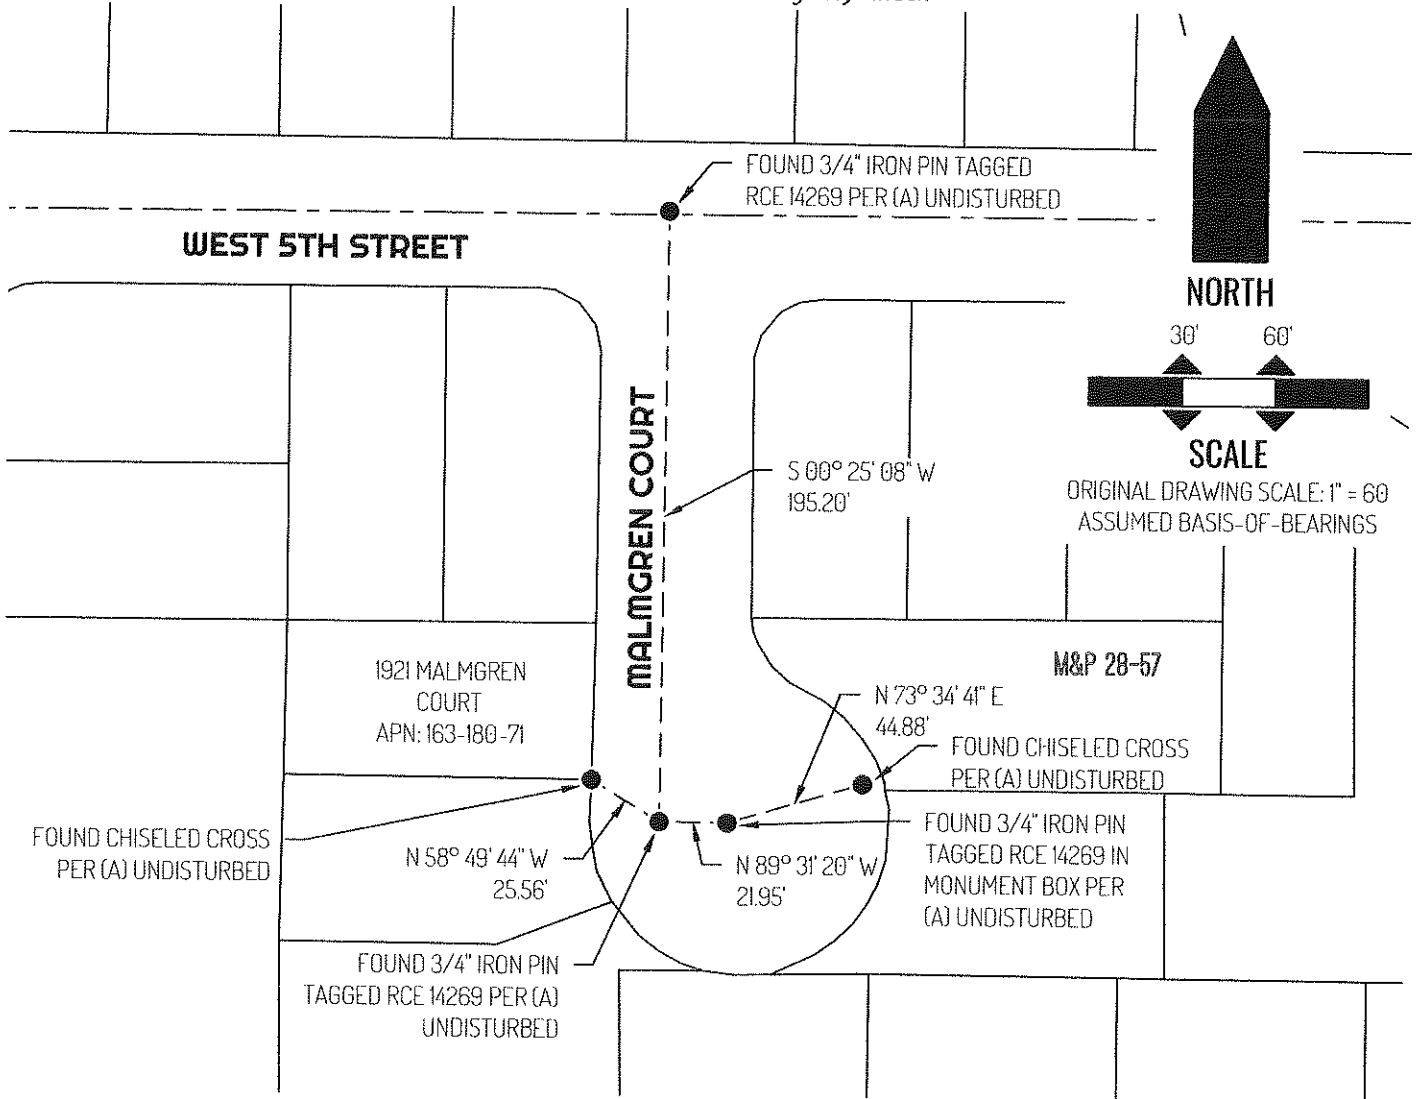 FOUND 3/4" IRON PIN TAGGED
RCE 14269 PER (A) UNDISTURBED
WEST 5TH STREET
NORTH
30' 60'
SCALE
ORIGINAL DRAWING SCALE: 1" = 60
ASSUMED BASIS-OF-BEARINGS
MALMGREN COURT
S 00° 25' 08" W
195.20'
1921 MALMGREN
COURT
APN: 163-180-71
M&P 28-57
N 73° 34' 41" E
44.88'
FOUND CHISELED CROSS
PER (A) UNDISTURBED
FOUND CHISELED CROSS
PER (A) UNDISTURBED
N 58° 49' 44" W
25.56'
N 89° 31' 20" W
21.95'
FOUND 3/4" IRON PIN
TAGGED RCE 14269 IN
MONUMENT BOX PER
(A) UNDISTURBED
FOUND 3/4" IRON PIN
TAGGED RCE 14269 PER (A)
UNDISTURBED